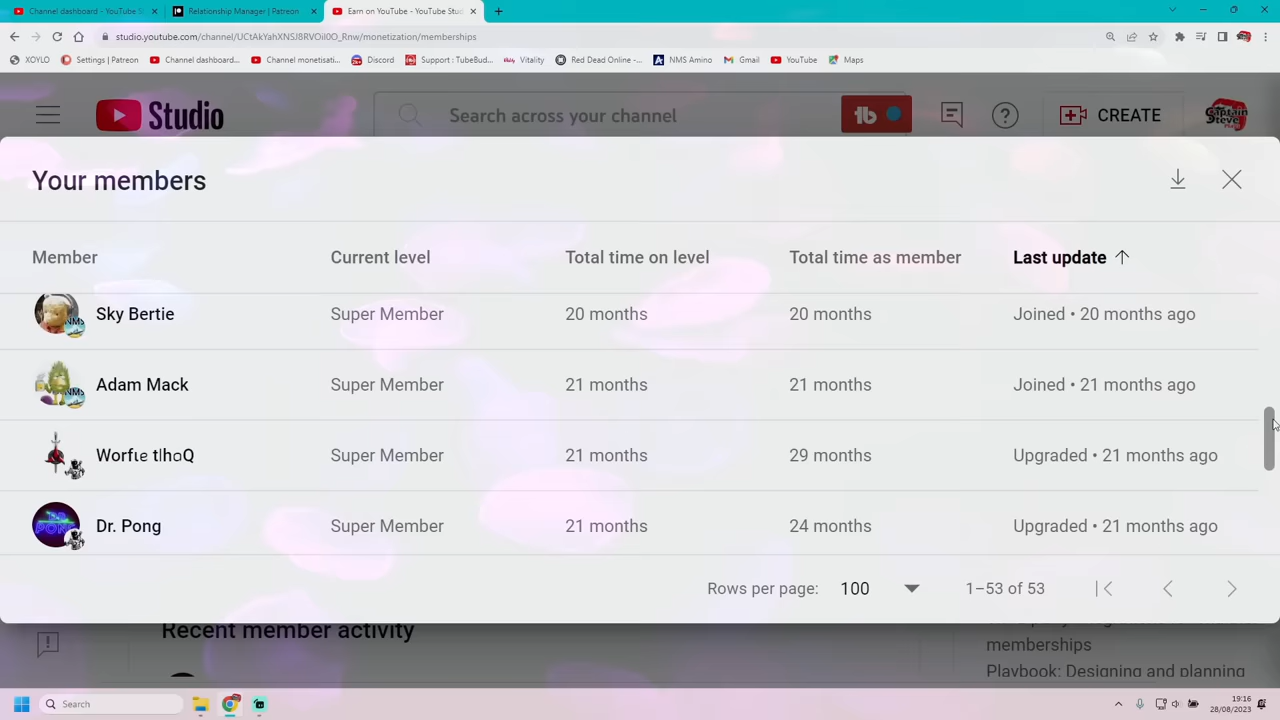 Channel dashboard - YouTube S
Relationship Manager | Patreon
Earn on YouTube - YouTube Stud
studio.youtube.com/channel/UCtAkYahXNSJ8RVOiI0O_Rnw/monetization/memberships
XOYLO
Settings | Patreon
Channel dashboard...
Channel monetisati...
Discord
Support : TubeBud...
Vitality
Red Dead Online -...
NMS Amino
Gmail
YouTube
Maps
Studio
Search across your channel
CREATE
Your members
Member Current level Total time on level Total time as member Last update
Sky Bertie Super Member 20 months 20 months Joined • 20 months ago
Adam Mack Super Member 21 months 21 months Joined • 21 months ago
Super Member 21 months 29 months Upgraded • 21 months ago
Dr. Pong Super Member 21 months 24 months Upgraded • 21 months ago
Rows per page: 100 1–53 of 53
Recent member activity
memberships
Playbook: Designing and planning
Search
19:16
28/08/2023